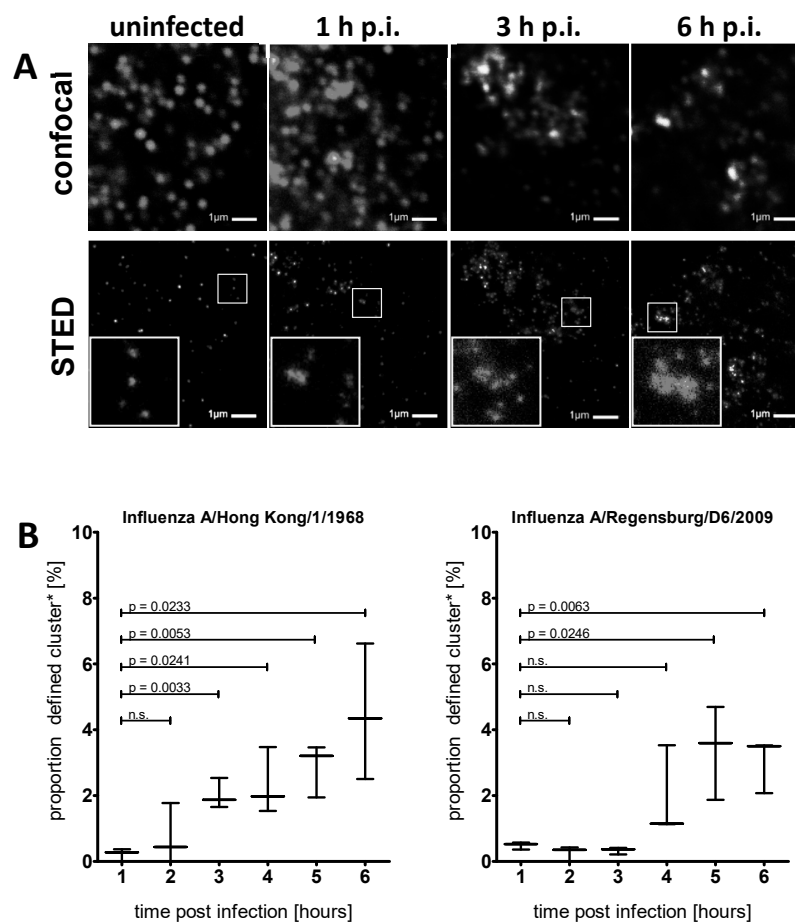 uninfected 1 h p.i. 3 h p.i. 6 h p.i.
A
confocal
1µm 1µm 1µm 1µm
STED
1µm 1µm 1µm 1µm
B
Influenza A/Hong Kong/1/1968
proportion defined cluster* [%]
10
8
6
4
2
0
p = 0.0233
p = 0.0053
p = 0.0241
p = 0.0033
n.s.
1 2 3 4 5 6
time post infection [hours]
Influenza A/Regensburg/D6/2009
proportion defined cluster* [%]
10
8
6
4
2
0
p = 0.0063
p = 0.0246
n.s.
n.s.
n.s.
1 2 3 4 5 6
time post infection [hours]